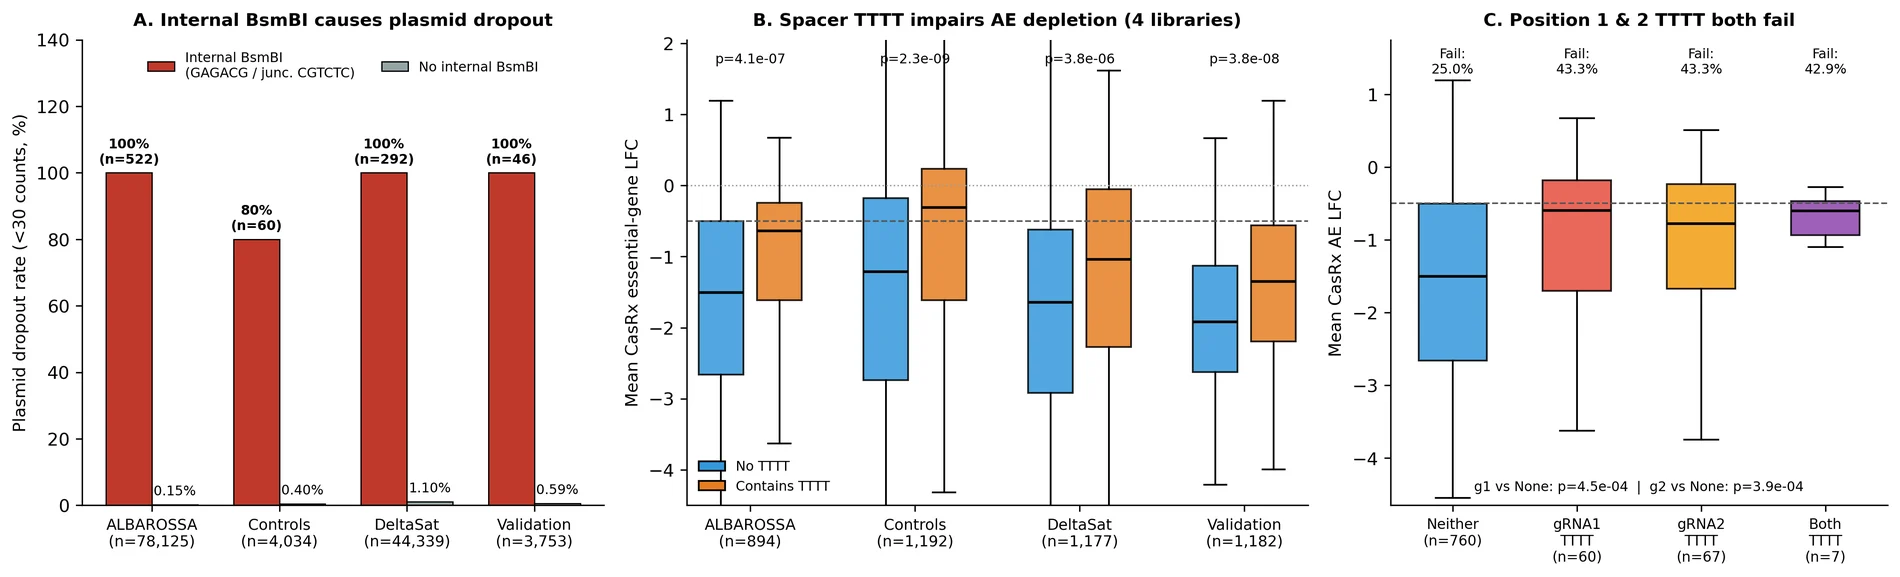 A. Internal BsmBI causes plasmid dropout
Plasmid dropout rate (<30 counts, %)
140
120
100
80
60
40
20
0
Internal BsmBI
(GAGACG / junc. CGTCTC)
No internal BsmBI
100%
(n=522)
80%
(n=60)
100%
(n=292)
100%
(n=46)
0.15%
0.40%
1.10%
0.59%
ALBAROSSA
(n=78,125)
Controls
(n=4,034)
DeltaSat
(n=44,339)
Validation
(n=3,753)
B. Spacer TTTT impairs AE depletion (4 libraries)
Mean CasRx essential-gene LFC
2
1
0
−1
−2
−3
−4
p=4.1e-07
p=2.3e-09
p=3.8e-06
p=3.8e-08
No TTTT
Contains TTTT
ALBAROSSA
(n=894)
Controls
(n=1,192)
DeltaSat
(n=1,177)
Validation
(n=1,182)
C. Position 1 & 2 TTTT both fail
Mean CasRx AE LFC
1
0
−1
−2
−3
−4
Fail:
25.0%
Fail:
43.3%
Fail:
43.3%
Fail:
42.9%
g1 vs None: p=4.5e-04 | g2 vs None: p=3.9e-04
Neither
(n=760)
gRNA1
TTTT
(n=60)
gRNA2
TTTT
(n=67)
Both
TTTT
(n=7)